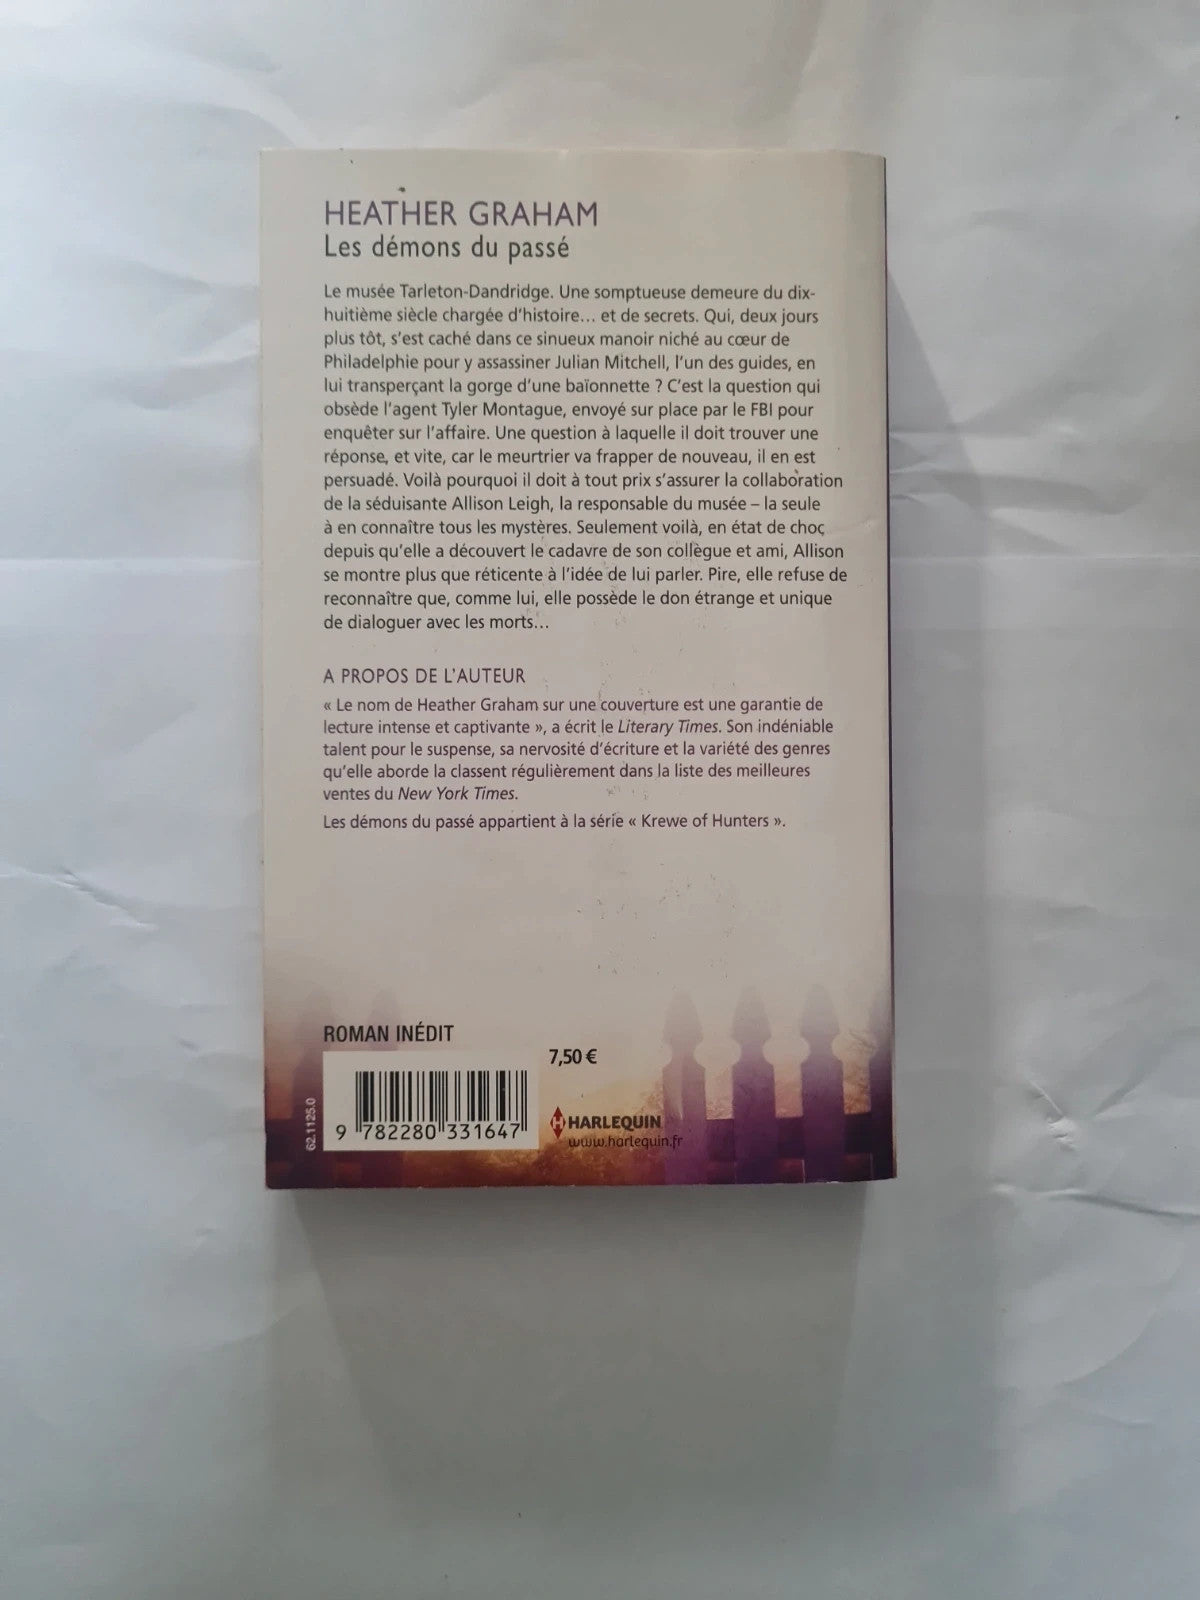 HEATHER GRAHAM
Les démons du passé
Le musée Tarleton-Dandridge. Une somptueuse demeure du dix-
huitième siècle chargée d'histoire… et de secrets. Qui, deux jours
plus tôt, s'est caché dans ce sinueux manoir niché au cœur de
Philadelphie pour y assassiner Julian Mitchell, l'un des guides, en
lui transperçant la gorge d'une baïonnette ? C'est la question qui
obsède l'agent Tyler Montague, envoyé sur place par le FBI pour
enquêter sur l'affaire. Une question à laquelle il doit trouver une
réponse, et vite, car le meurtrier va frapper de nouveau, il en est
persuadé. Voilà pourquoi il doit à tout prix s'assurer la collaboration
de la séduisante Allison Leigh, la responsable du musée – la seule
à en connaître tous les mystères. Seulement voilà, en état de choc
depuis qu'elle a découvert le cadavre de son collègue et ami, Allison
se montre plus que réticente à l'idée de lui parler. Pire, elle refuse de
reconnaître que, comme lui, elle possède le don étrange et unique
de dialoguer avec les morts…
A PROPOS DE L'AUTEUR
« Le nom de Heather Graham sur une couverture est une garantie de
lecture intense et captivante », a écrit le Literary Times. Son indéniable
talent pour le suspense, sa nervosité d'écriture et la variété des genres
qu'elle aborde la classent régulièrement dans la liste des meilleures
ventes du New York Times.
Les démons du passé appartient à la série « Krewe of Hunters ».
ROMAN INÉDIT
7,50 €
62.1125.0
9 782280 331647
HARLEQUIN
www.harlequin.fr